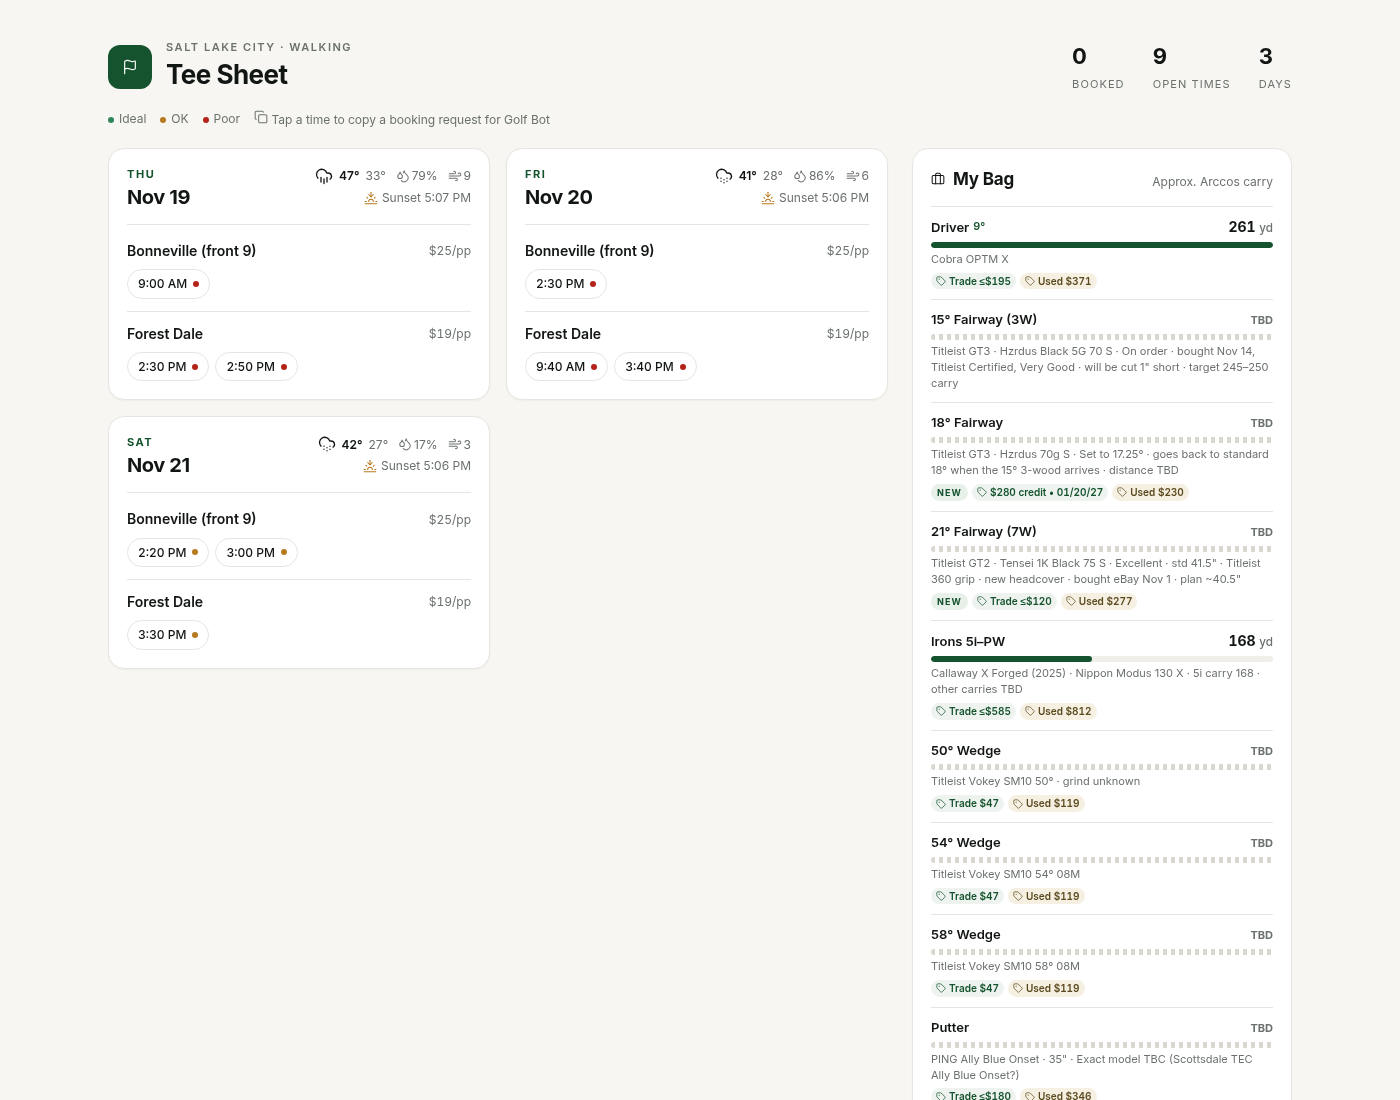 SALT LAKE CITY · WALKING
Tee Sheet
0 BOOKED
9 OPEN TIMES
3 DAYS
Ideal OK Poor Tap a time to copy a booking request for Golf Bot
THU
Nov 19
47° 33° 79% 9
Sunset 5:07 PM
Bonneville (front 9) $25/pp
9:00 AM
Forest Dale $19/pp
2:30 PM 2:50 PM
FRI
Nov 20
41° 28° 86% 6
Sunset 5:06 PM
Bonneville (front 9) $25/pp
2:30 PM
Forest Dale $19/pp
9:40 AM 3:40 PM
SAT
Nov 21
42° 27° 17% 3
Sunset 5:06 PM
Bonneville (front 9) $25/pp
2:20 PM 3:00 PM
Forest Dale $19/pp
3:30 PM
My Bag Approx. Arccos carry
Driver 9° 261 yd
Cobra OPTM X
Trade ≤$195 Used $371
15° Fairway (3W) TBD
Titleist GT3 · Hzrdus Black 5G 70 S · On order · bought Nov 14,
Titleist Certified, Very Good · will be cut 1" short · target 245–250
carry
18° Fairway TBD
Titleist GT3 · Hzrdus 70g S · Set to 17.25° · goes back to standard
18° when the 15° 3-wood arrives · distance TBD
NEW $280 credit • 01/20/27 Used $230
21° Fairway (7W) TBD
Titleist GT2 · Tensei 1K Black 75 S · Excellent · std 41.5" · Titleist
360 grip · new headcover · bought eBay Nov 1 · plan ~40.5"
NEW Trade ≤$120 Used $277
Irons 5i–PW 168 yd
Callaway X Forged (2025) · Nippon Modus 130 X · 5i carry 168 ·
other carries TBD
Trade ≤$585 Used $812
50° Wedge TBD
Titleist Vokey SM10 50° · grind unknown
Trade $47 Used $119
54° Wedge TBD
Titleist Vokey SM10 54° 08M
Trade $47 Used $119
58° Wedge TBD
Titleist Vokey SM10 58° 08M
Trade $47 Used $119
Putter TBD
PING Ally Blue Onset · 35" · Exact model TBC (Scottsdale TEC
Ally Blue Onset?)
Trade ≤$180 Used $346